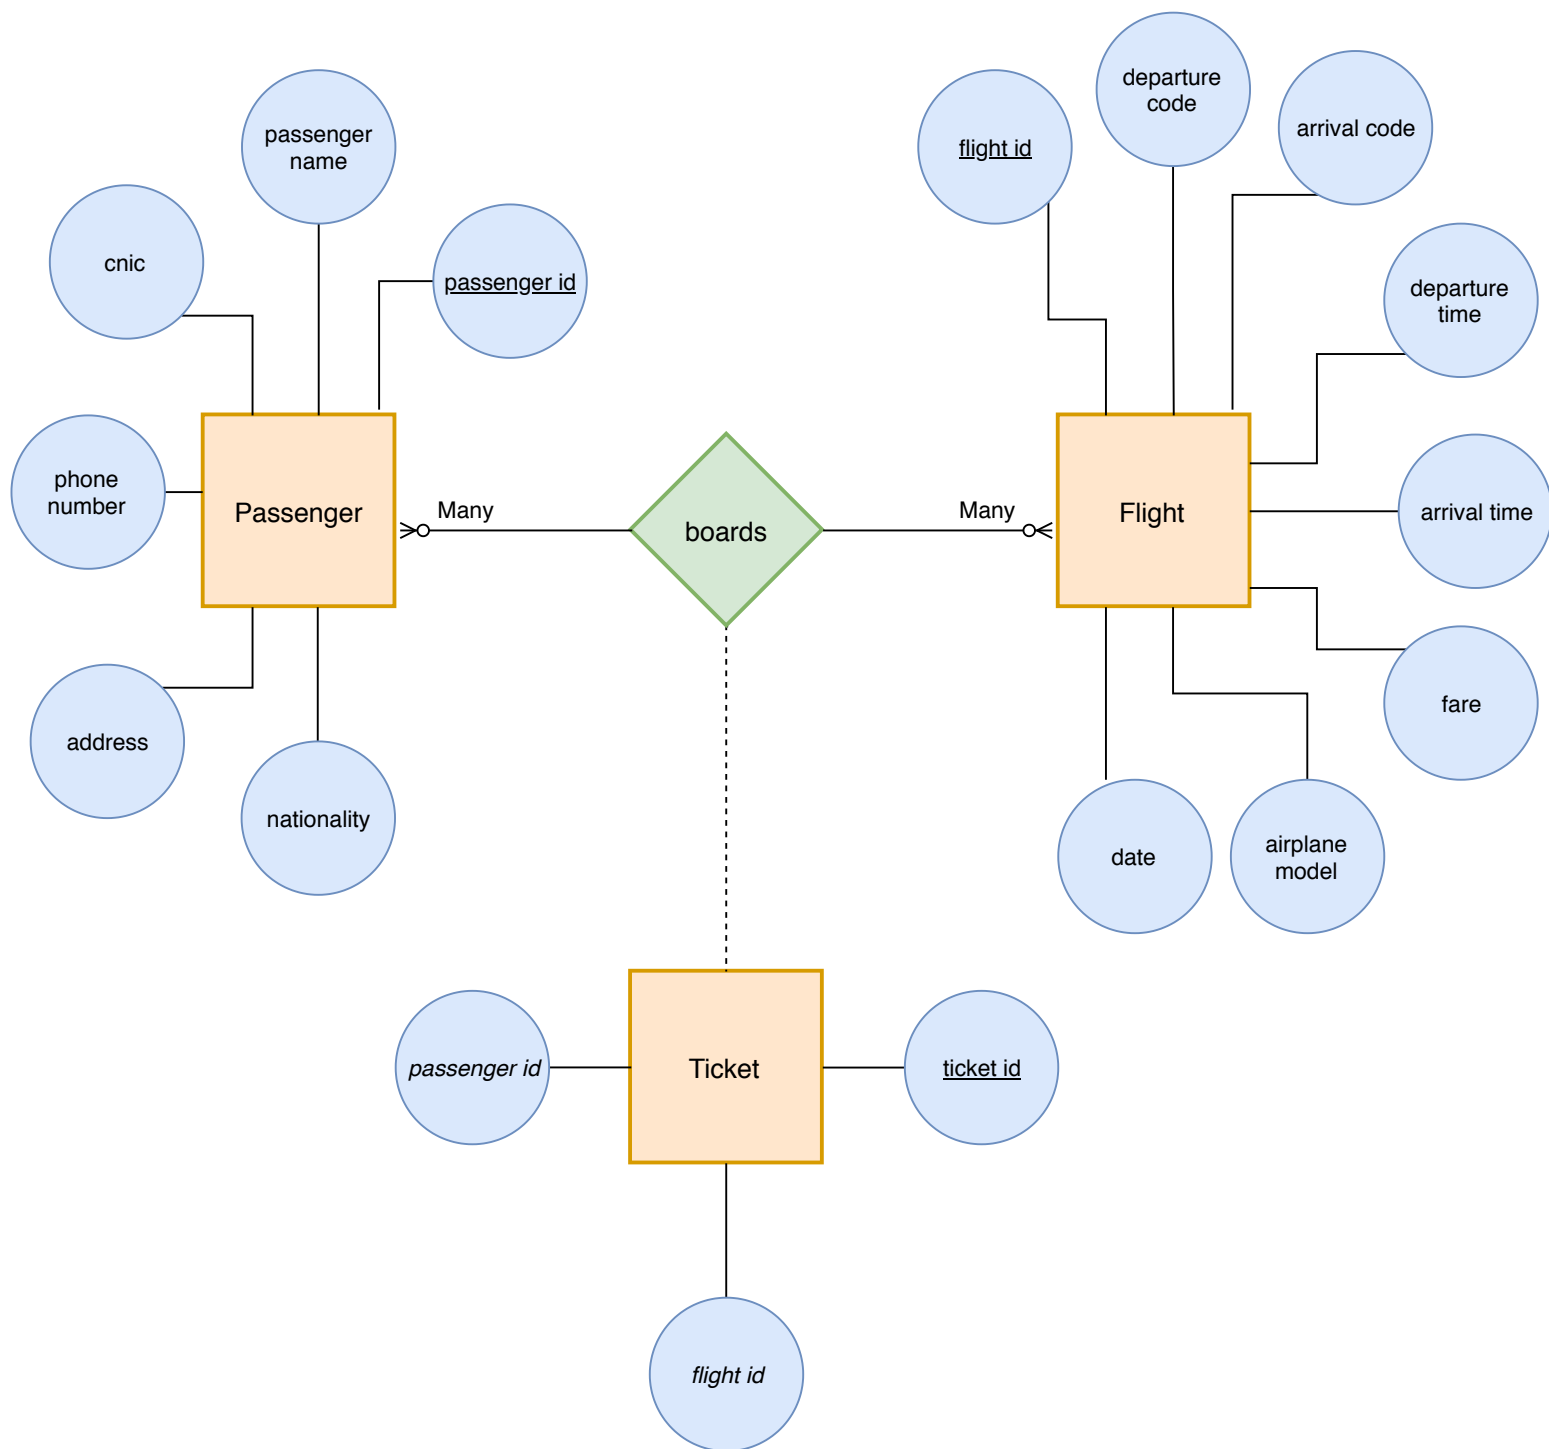 departure
code
passenger
name
flight id
arrival code
cnic
passenger id
departure
time
phone
number
Passenger
Many
boards
Many
Flight
arrival time
address
nationality
fare
date
airplane
model
passenger id
Ticket
ticket id
flight id